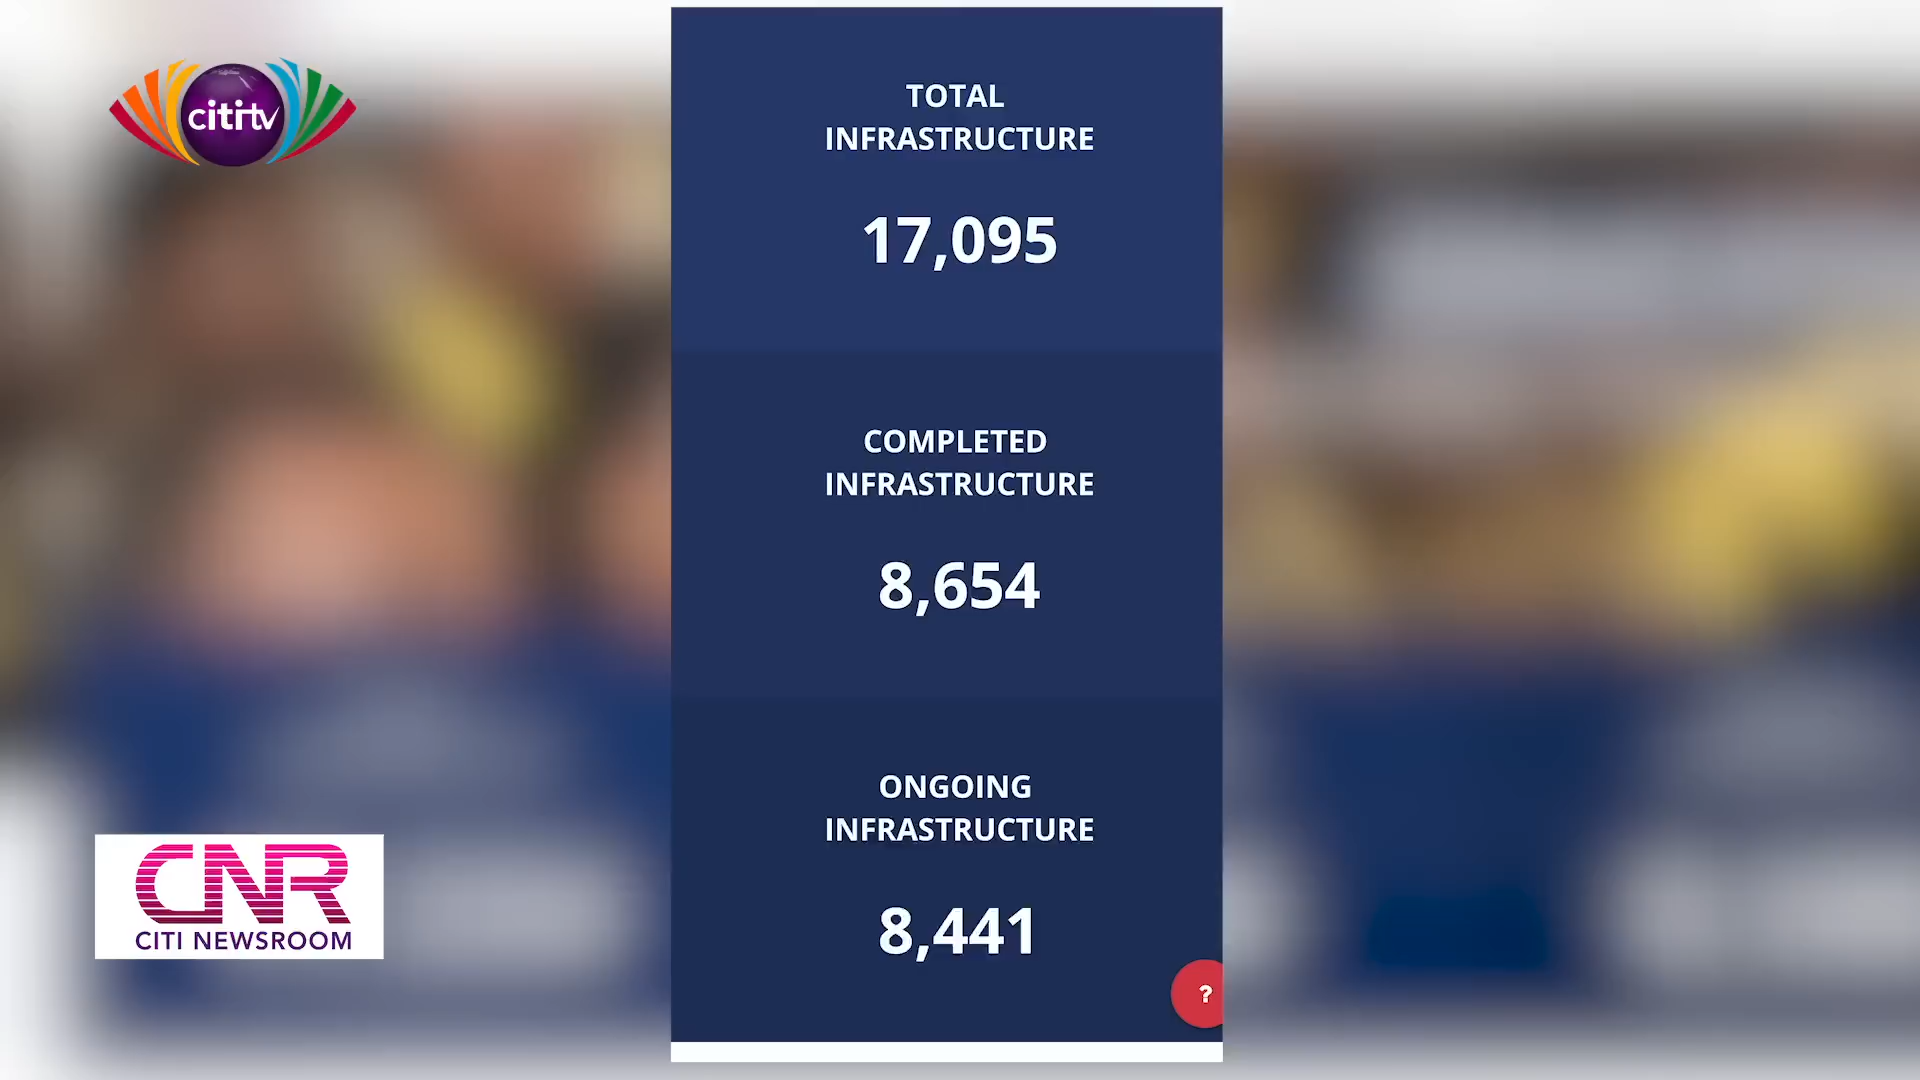 citi tv
TOTAL
INFRASTRUCTURE
17,095
COMPLETED
INFRASTRUCTURE
8,654
ONGOING
INFRASTRUCTURE
8,441
?
CNR
CITI NEWSROOM